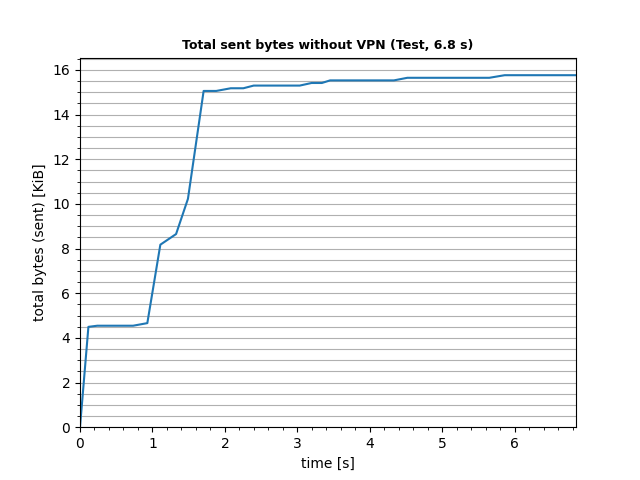 Total sent bytes without VPN (Test, 6.8 s)
16
14
12
10
8
6
4
2
0
total bytes (sent) [KiB]
0 1 2 3 4 5 6
time [s]